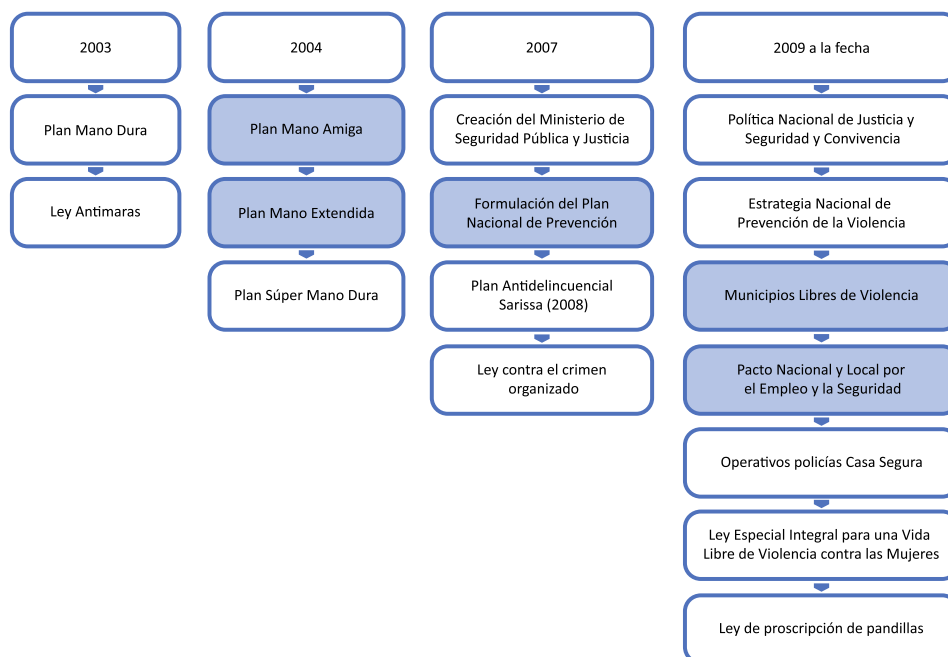 2003
Plan Mano Dura
Ley Antimaras
2004
Plan Mano Amiga
Plan Mano Extendida
Plan Súper Mano Dura
2007
Creación del Ministerio de
Seguridad Pública y Justicia
Formulación del Plan
Nacional de Prevención
Plan Antidelincuencial
Sarissa (2008)
Ley contra el crimen
organizado
2009 a la fecha
Política Nacional de Justicia y
Seguridad y Convivencia
Estrategia Nacional de
Prevención de la Violencia
Municipios Libres de Violencia
Pacto Nacional y Local por
el Empleo y la Seguridad
Operativos policías Casa Segura
Ley Especial Integral para una Vida
Libre de Violencia contra las Mujeres
Ley de proscripción de pandillas